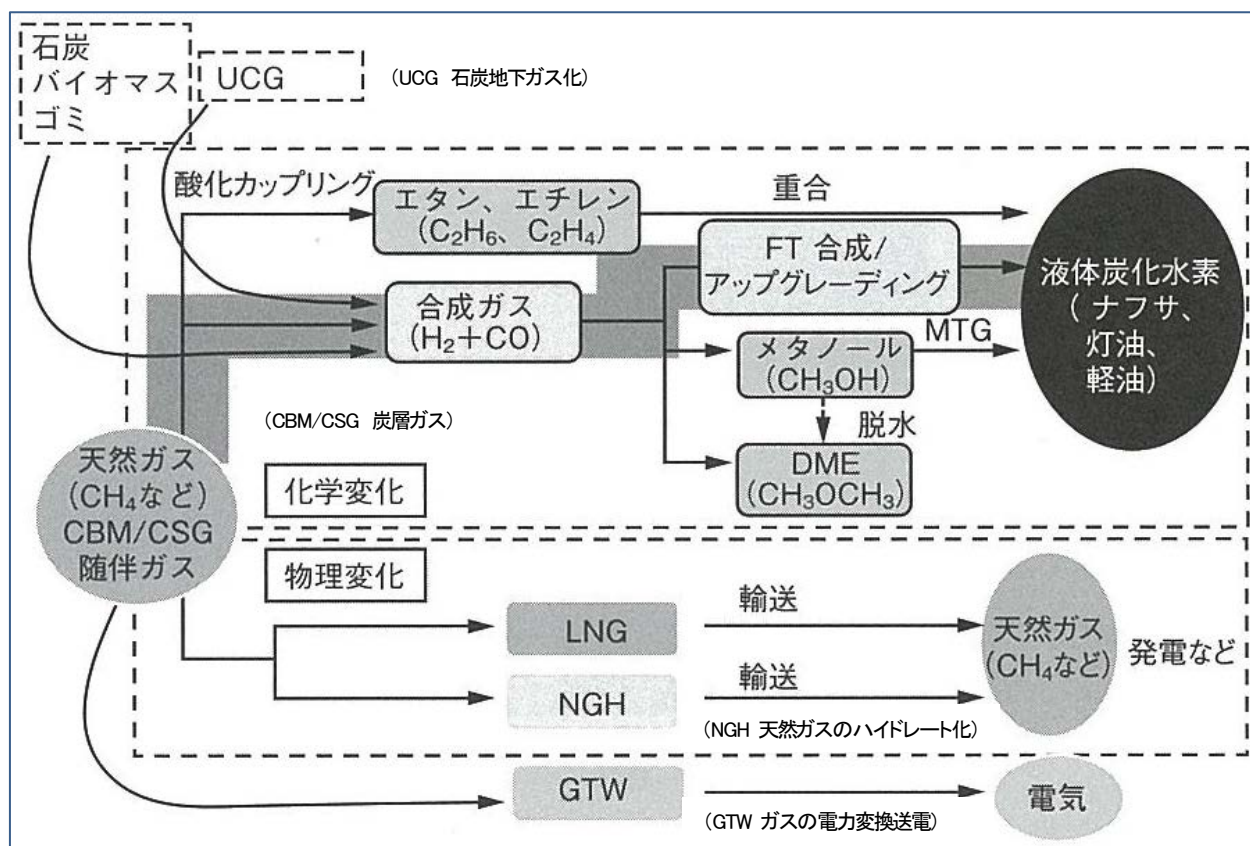 石炭
バイオマス
ゴミ
UCG
(UCG 石炭地下ガス化)
酸化カップリング
エタン、エチレン
(C₂H₆、C₂H₄)
重合
FT 合成/
アップグレーディング
合成ガス
(H₂+CO)
メタノール
(CH₃OH)
MTG
脱水
DME
(CH₃OCH₃)
液体炭化水素
( ナフサ、
灯油、
軽油)
(CBM/CSG 炭層ガス)
天然ガス
(CH₄など)
CBM/CSG
随伴ガス
化学変化
物理変化
LNG
輸送
NGH
輸送
(NGH 天然ガスのハイドレート化)
天然ガス
(CH₄など)
発電など
GTW
(GTW ガスの電力変換送電)
電気